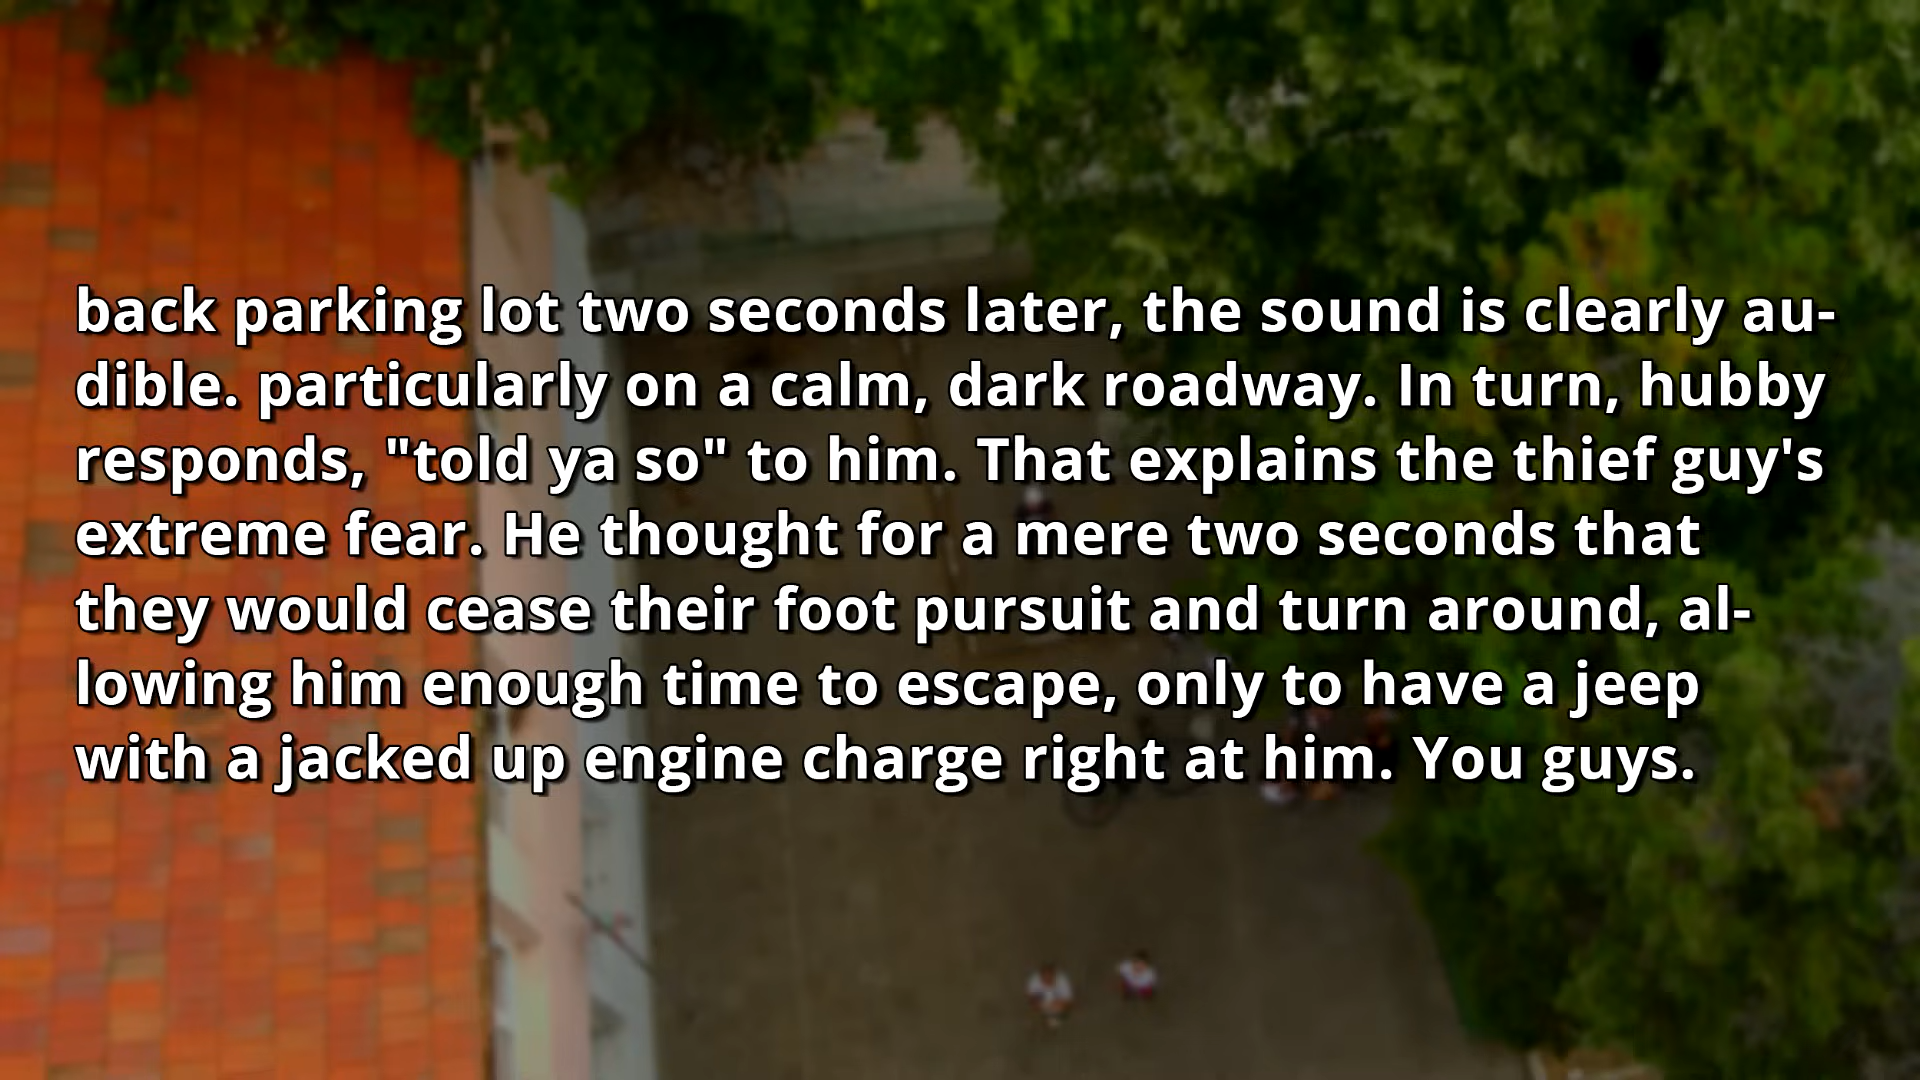 back parking lot two seconds later, the sound is clearly au-
dible. particularly on a calm, dark roadway. In turn, hubby
responds, "told ya so" to him. That explains the thief guy's
extreme fear. He thought for a mere two seconds that
they would cease their foot pursuit and turn around, al-
lowing him enough time to escape, only to have a jeep
with a jacked up engine charge right at him. You guys.